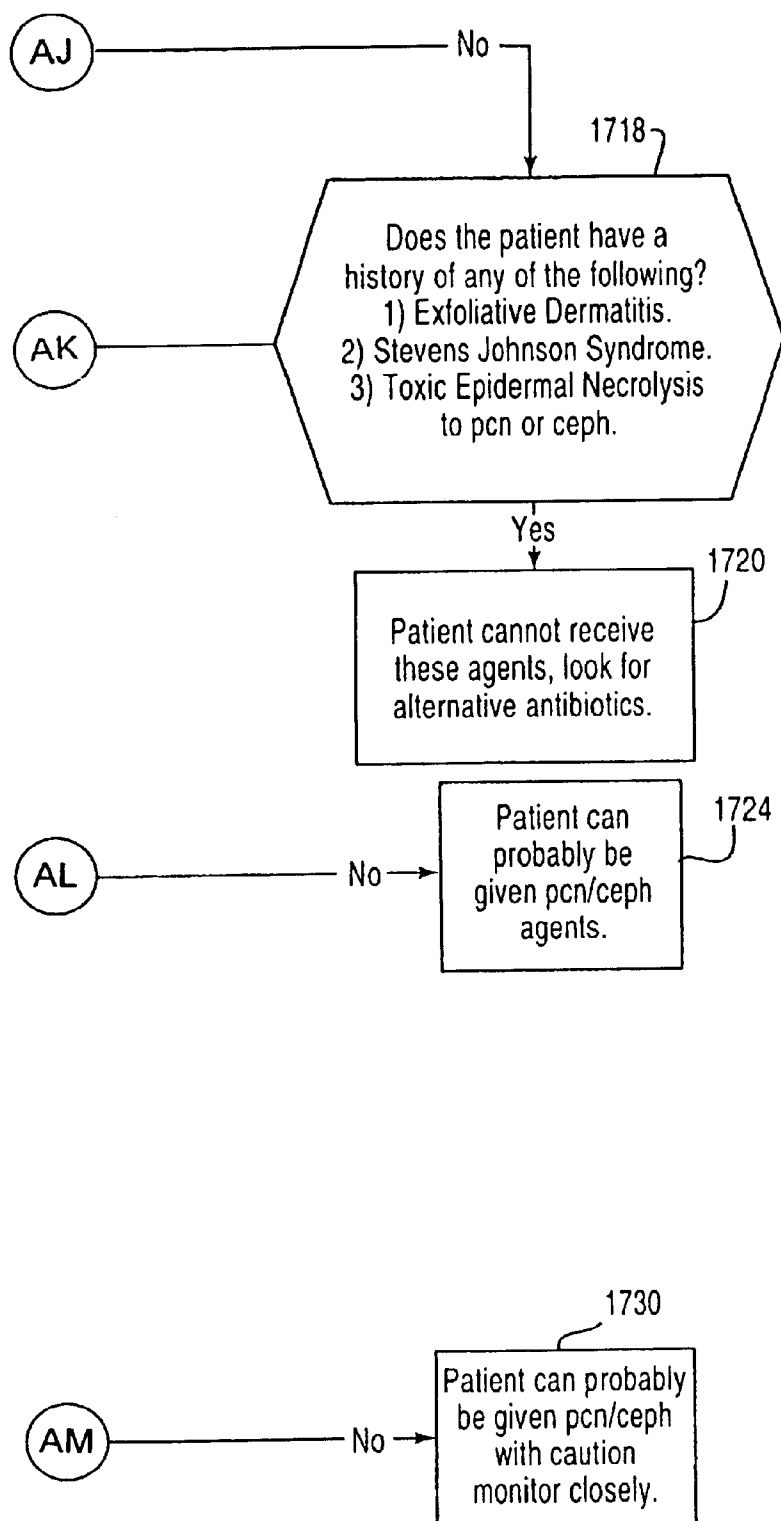 AJ
No
1718
Does the patient have a
history of any of the following?
1) Exfoliative Dermatitis.
2) Stevens Johnson Syndrome.
3) Toxic Epidermal Necrolysis
to pcn or ceph.
AK
Yes
1720
Patient cannot receive
these agents, look for
alternative antibiotics.
1724
Patient can
probably be
given pcn/ceph
agents.
AL
No
1730
Patient can probably
be given pcn/ceph
with caution
monitor closely.
AM
No